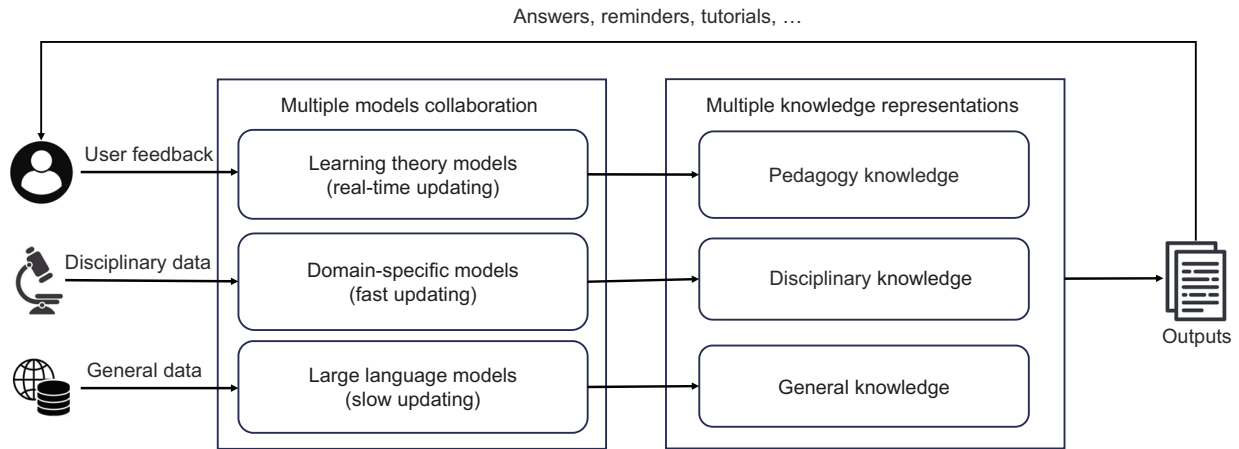 Answers, reminders, tutorials, …
Multiple models collaboration
Multiple knowledge representations
User feedback
Learning theory models
(real-time updating)
Pedagogy knowledge
Disciplinary data
Domain-specific models
(fast updating)
Disciplinary knowledge
Outputs
General data
Large language models
(slow updating)
General knowledge